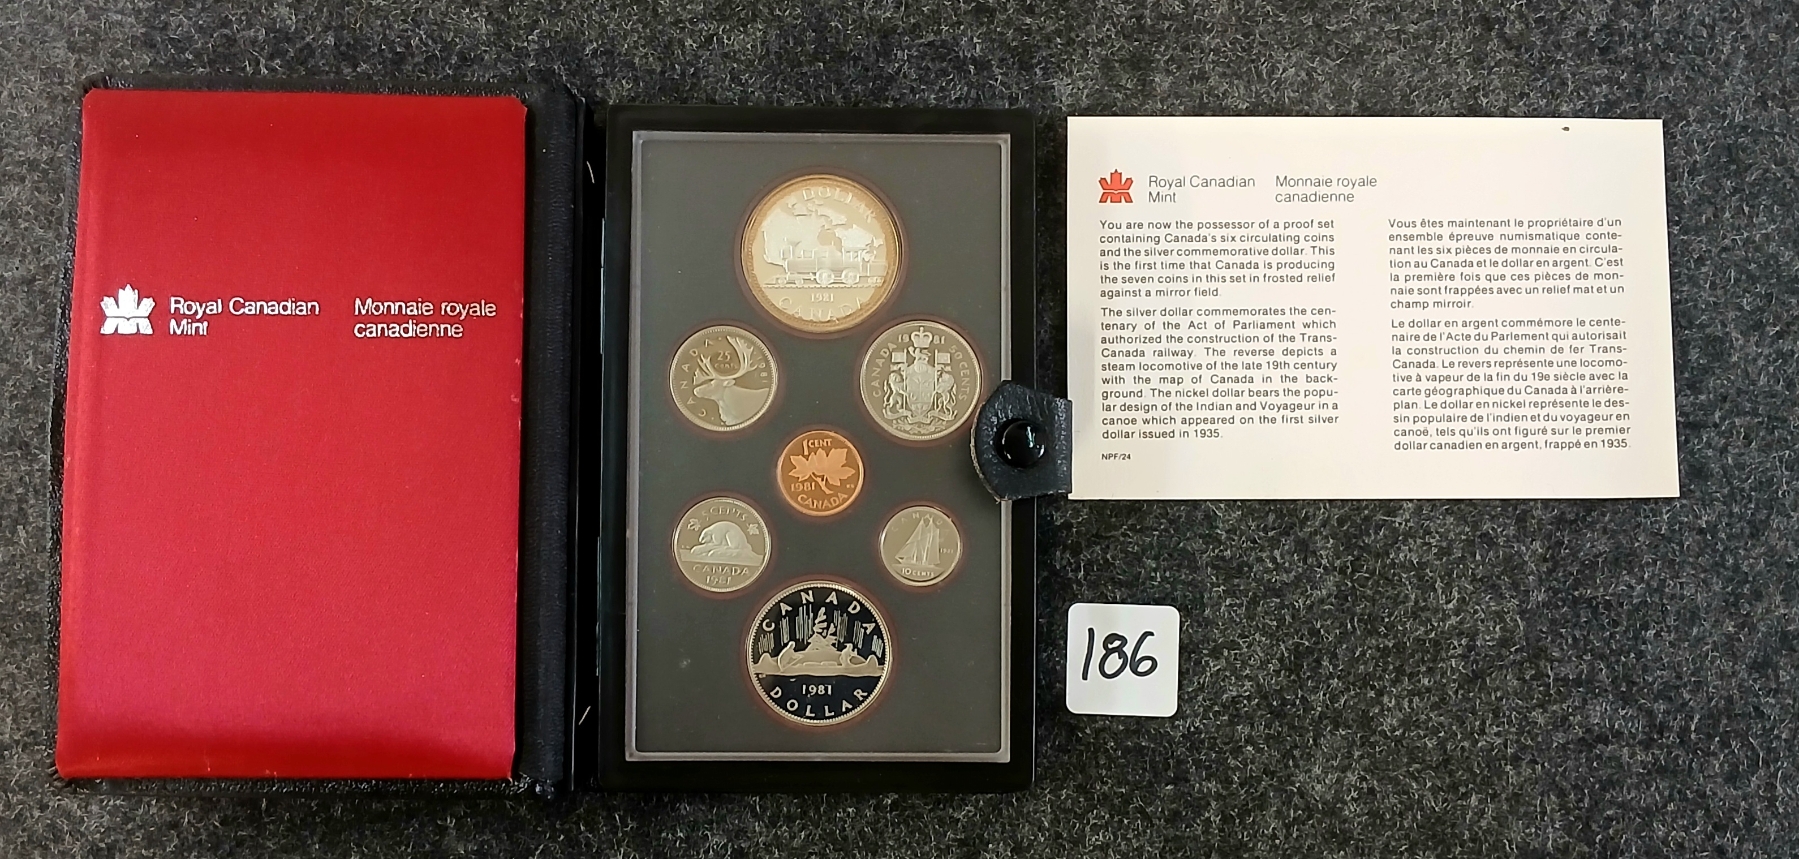 Royal Canadian Monnaie royale
Mint canadienne
DOLLAR
1981
CANADA
CANADA 1981
25
CENTS
CANADA 1981 50 CENTS
1 CENT
1981
CANADA
5 CENTS
CANADA
1981
CANADA
1981
10 CENTS
CANADA
1981
DOLLAR
Royal Canadian Monnaie royale
Mint canadienne
You are now the possessor of a proof set
containing Canada's six circulating coins
and the silver commemorative dollar. This
is the first time that Canada is producing
the seven coins in this set in frosted relief
against a mirror field.
The silver dollar commemorates the cen-
tenary of the Act of Parliament which
authorized the construction of the Trans-
Canada railway. The reverse depicts a
steam locomotive of the late 19th century
with the map of Canada in the back-
ground. The nickel dollar bears the popu-
lar design of the Indian and Voyageur in a
canoe which appeared on the first silver
dollar issued in 1935.
NPF/24
Vous êtes maintenant le propriétaire d'un
ensemble épreuve numismatique conte-
nant les six pièces de monnaie en circula-
tion au Canada et le dollar en argent. C'est
la première fois que ces pièces de mon-
naie sont frappées avec un relief mat et un
champ mirroir.
Le dollar en argent commémore le cente-
naire de l'Acte du Parlement qui autorisait
la construction du chemin de fer Trans-
Canada. Le revers représente une locomo-
tive à vapeur de la fin du 19e siècle avec la
carte géographique du Canada à l'arrière-
plan. Le dollar en nickel représente le des-
sin populaire de l'indien et du voyageur en
canoë, tels qu'ils ont figuré sur le premier
dollar canadien en argent, frappé en 1935.
186